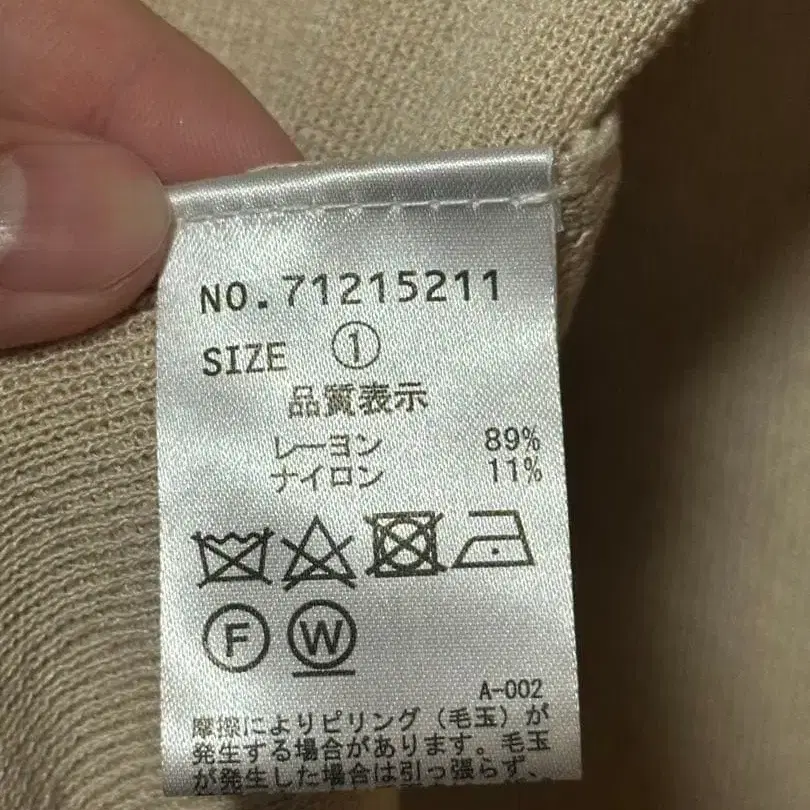 NO.71215211
SIZE ①
品質表示
レーヨン 89%
ナイロン 11%
F W
A-002
摩擦によりピリング(毛玉)が
発生する場合があります。毛玉
が発生した場合は引っ張らず、